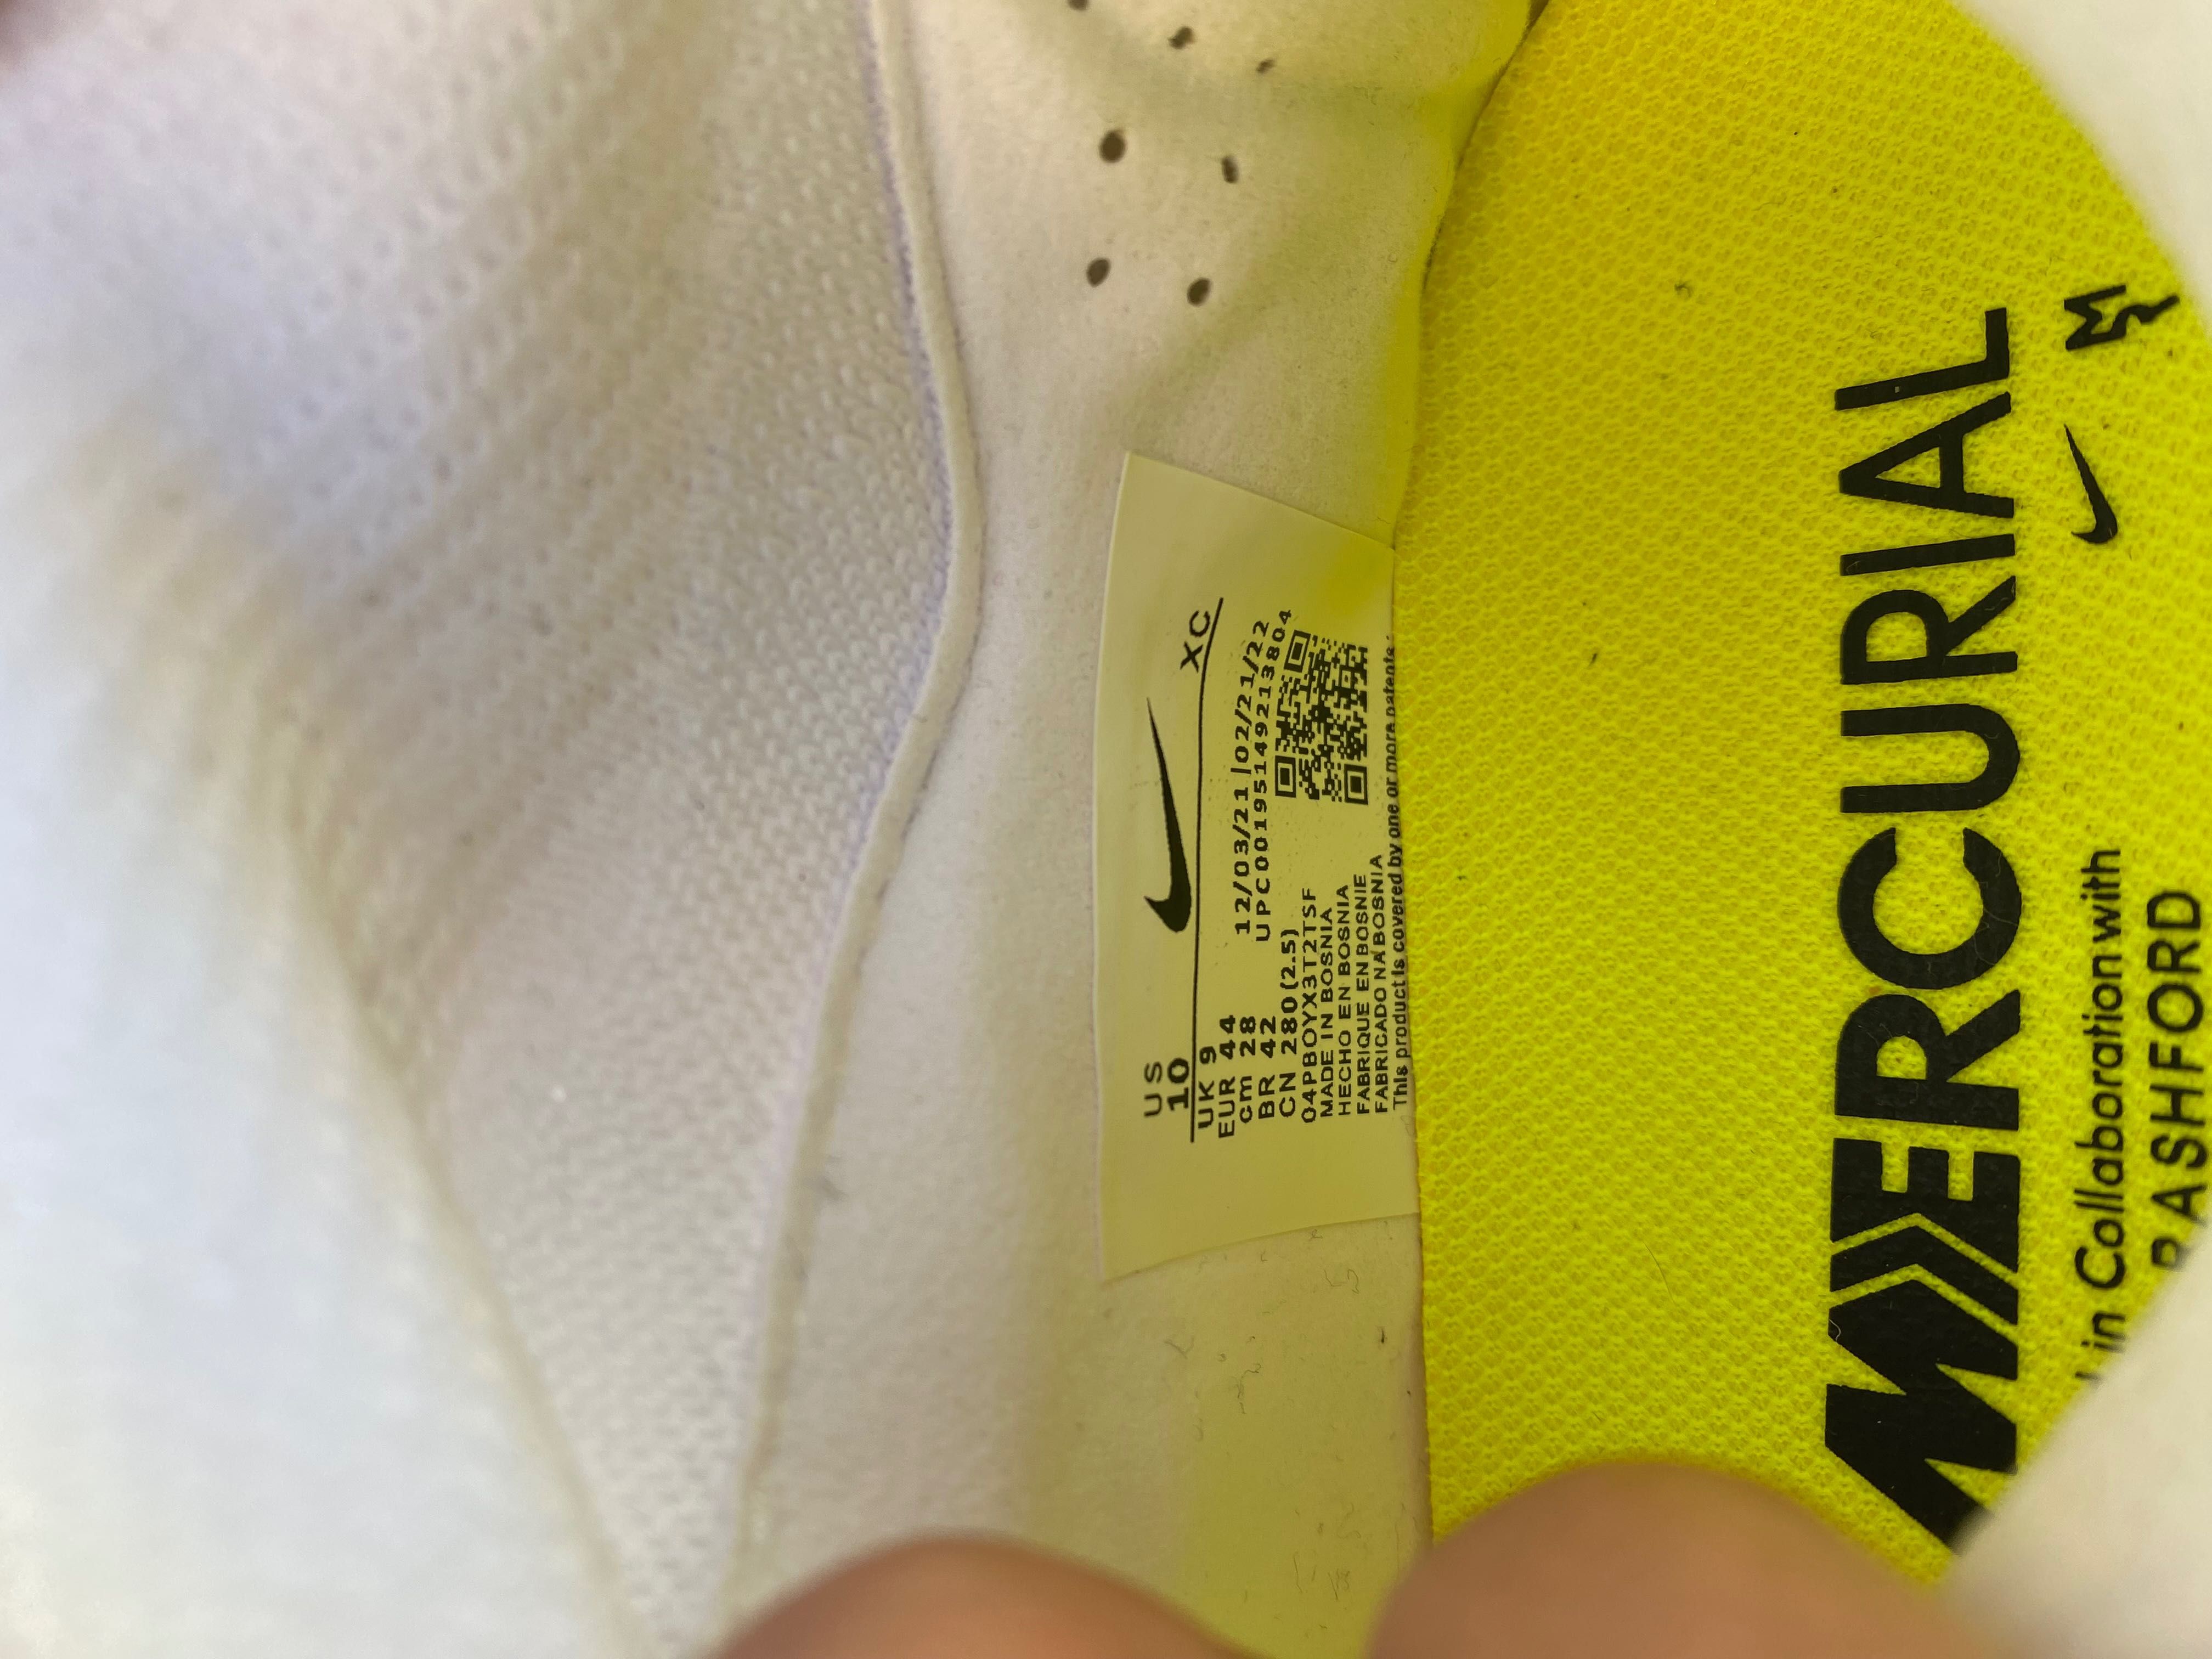 US
10
XC
UK 9
EUR 44
cm 28
BR 42
CN 280(2.5)
12/03/21 |02/21/22
UPC00195149213804
04PBOYX3T2TSF
MADE IN BOSNIA
HECHO EN BOSNIA
FABRIQUE EN BOSNIE
FABRICADO NA BOSNIA
This product is covered by one or more patents.
MERCURIAL
in Collaboration with
RASHFORD